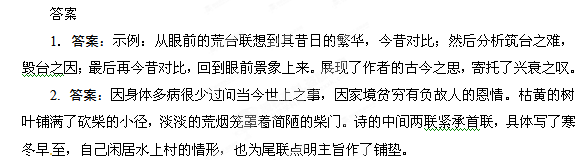 答案
1. 答案：示例：从眼前的荒台联想到其昔日的繁华，今昔对比；然后分析筑台之难，
毁台之因；最后再今昔对比，回到眼前景象上来。展现了作者的古今之思，寄托了兴衰之叹。
2. 答案：因身体多病很少过问当今世上之事，因家境贫穷有负故人的恩情。枯黄的树
叶铺满了砍柴的小径，淡淡的荒烟笼罩着简陋的柴门。诗的中间两联紧承首联，具体写了寒
冬早至，自己闲居水上村的情形，也为尾联点明主旨作了铺垫。